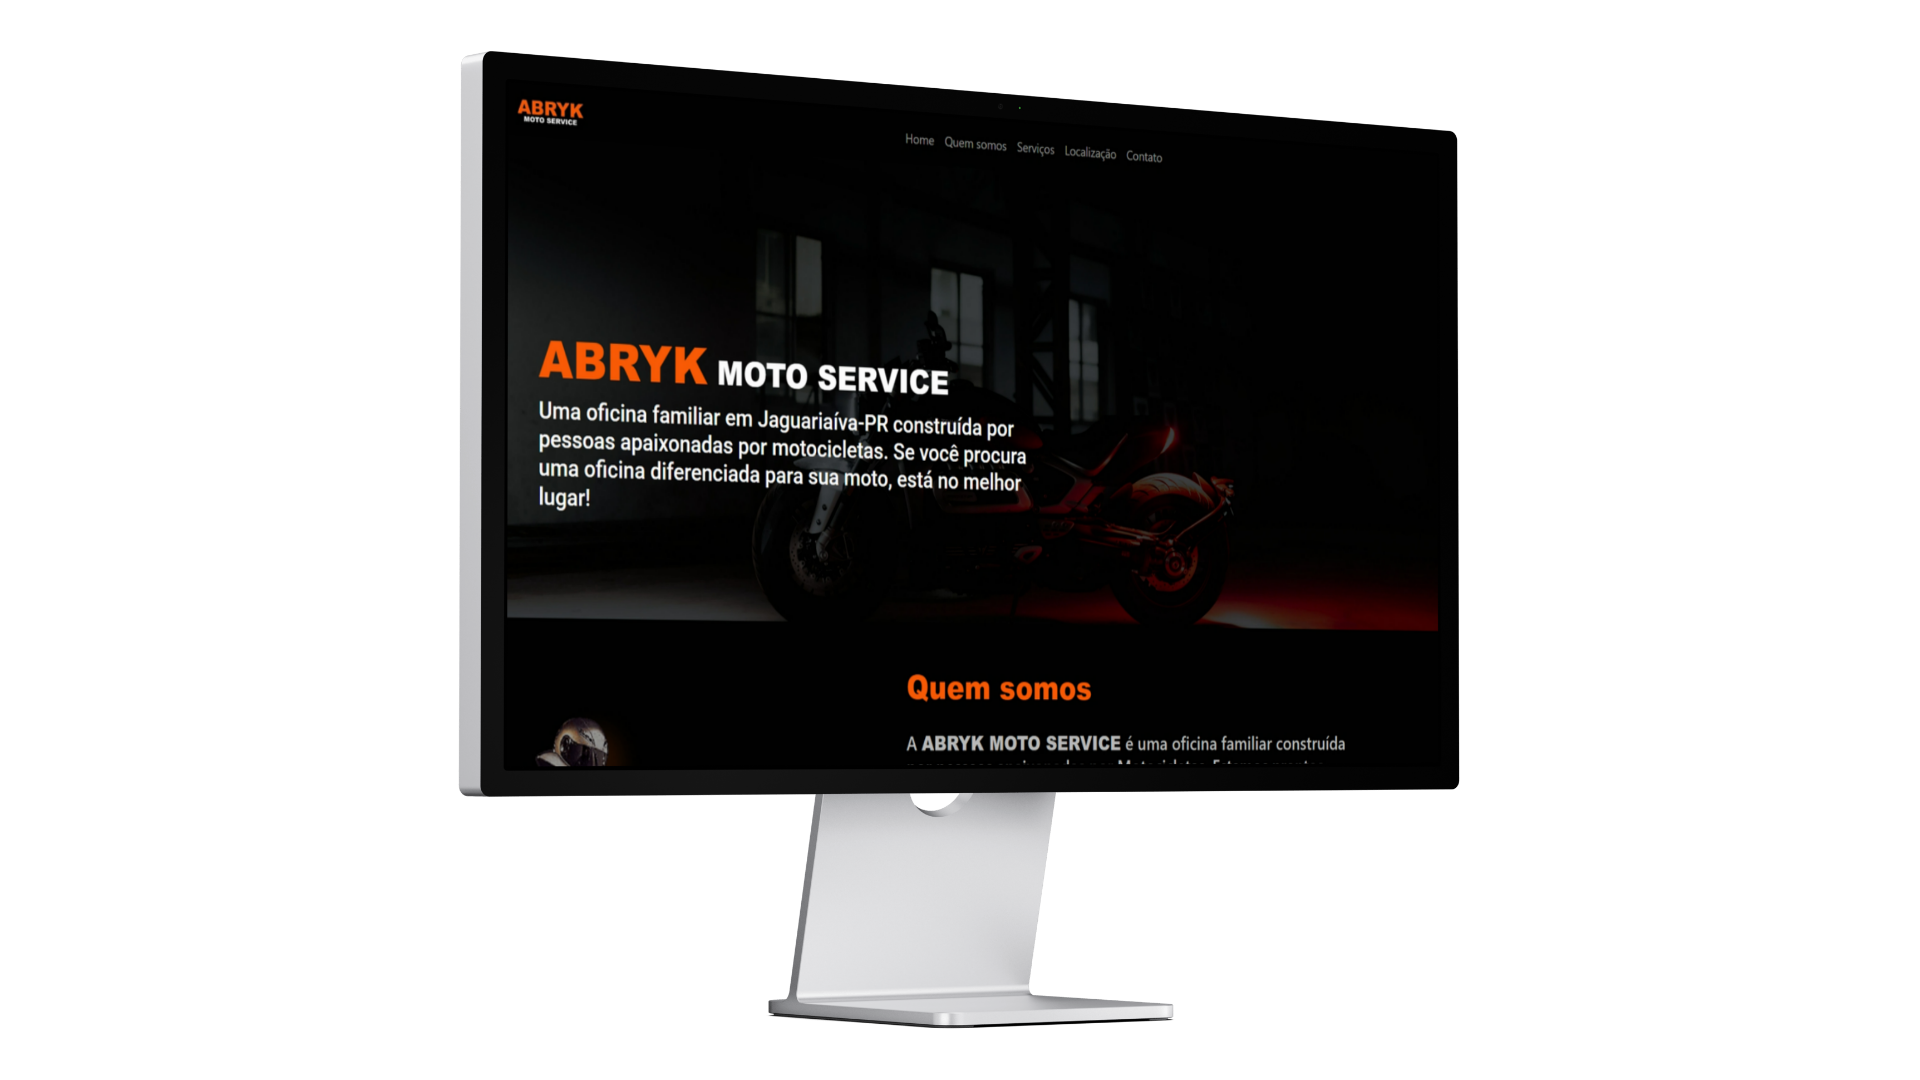 ABRYK
MOTO SERVICE
Home Quem somos Serviços Localização Contato
ABRYK MOTO SERVICE
Uma oficina familiar em Jaguariaíva-PR construída por
pessoas apaixonadas por motocicletas. Se você procura
uma oficina diferenciada para sua moto, está no melhor
lugar!
Quem somos
A ABRYK MOTO SERVICE é uma oficina familiar construída